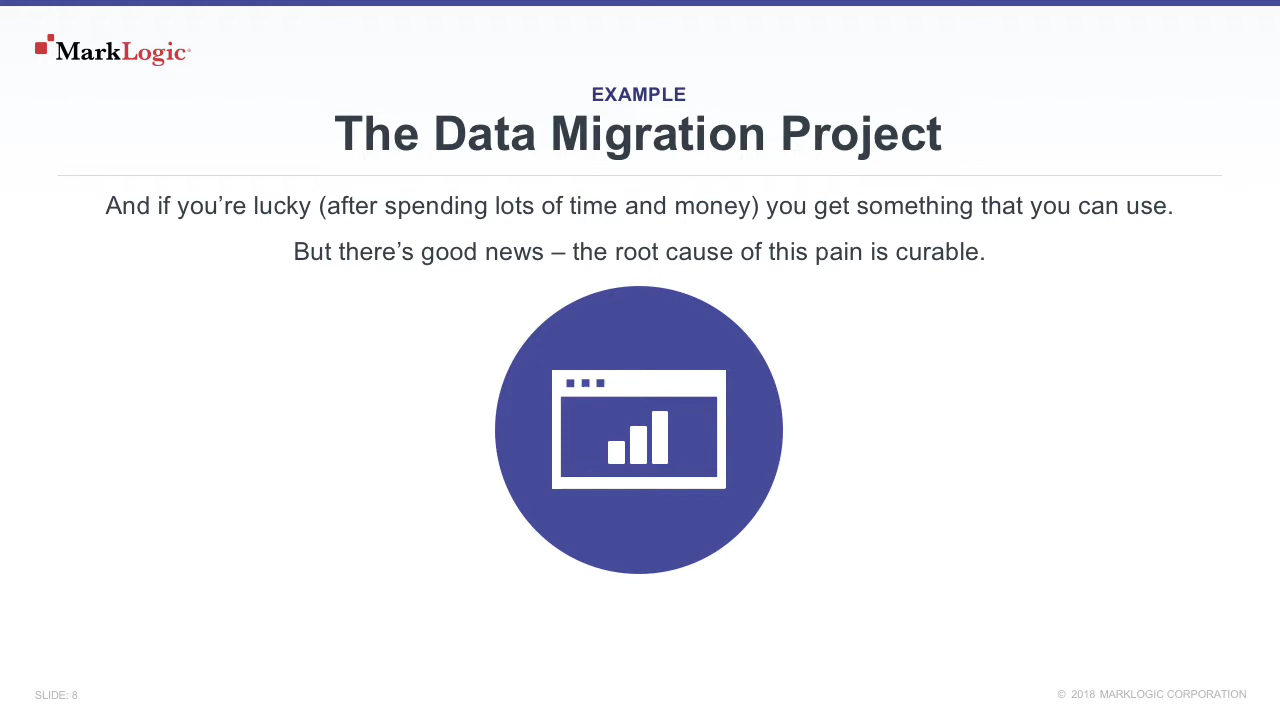 MarkLogic®
EXAMPLE
The Data Migration Project
And if you’re lucky (after spending lots of time and money) you get something that you can use.
But there’s good news – the root cause of this pain is curable.
SLIDE: 8
© 2018 MARKLOGIC CORPORATION